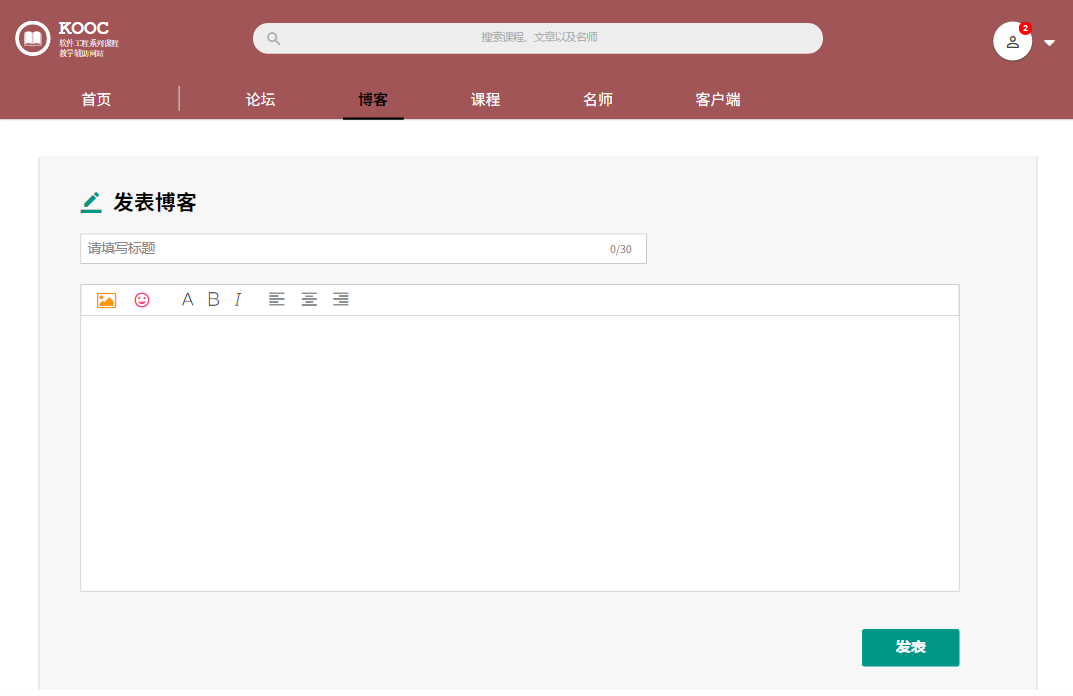 KOOC
软件工程系列课程
教学辅助网站
搜索课程、文章以及名师
2
首页 论坛 博客 课程 名师 客户端
发表博客
请填写标题 0/30
A B I
发表